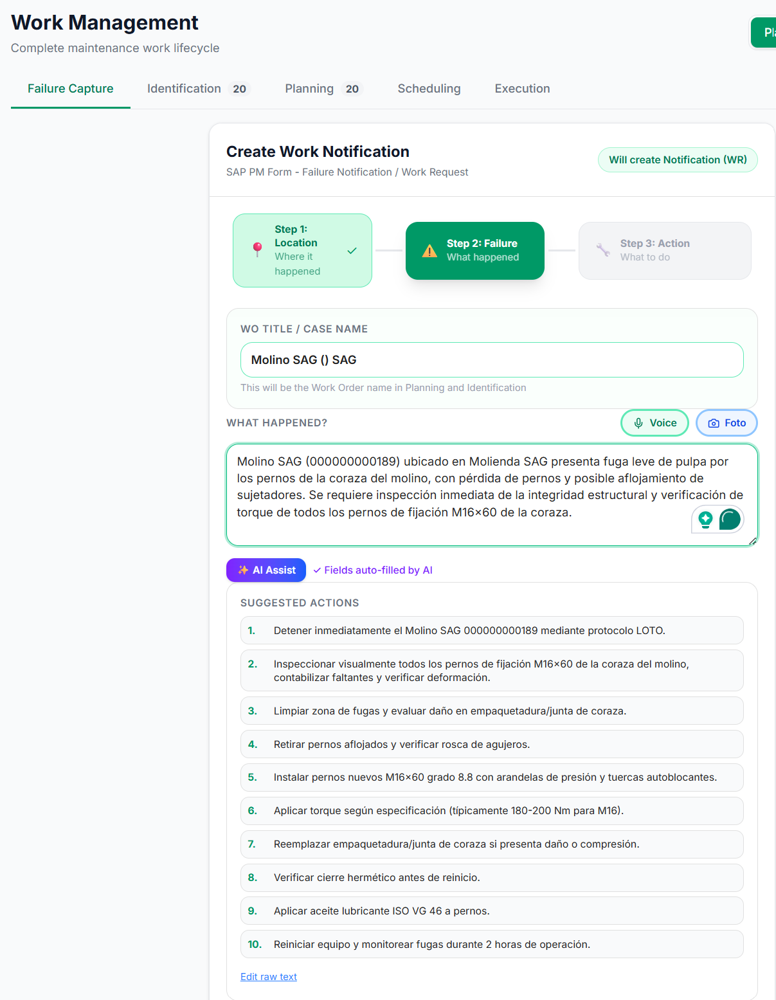 Work Management
Complete maintenance work lifecycle
Failure Capture
Identification 20
Planning 20
Scheduling
Execution
Create Work Notification
SAP PM Form - Failure Notification / Work Request
Will create Notification (WR)
Step 1:
Location
Where it
happened
Step 2: Failure
What happened
Step 3: Action
What to do
WO TITLE / CASE NAME
Molino SAG () SAG
This will be the Work Order name in Planning and Identification
WHAT HAPPENED?
Voice
Foto
Molino SAG (000000000189) ubicado en Molienda SAG presenta fuga leve de pulpa por
los pernos de la coraza del molino, con pérdida de pernos y posible aflojamiento de
sujetadores. Se requiere inspección inmediata de la integridad estructural y verificación de
torque de todos los pernos de fijación M16×60 de la coraza.
AI Assist
Fields auto-filled by AI
SUGGESTED ACTIONS
1. Detener inmediatamente el Molino SAG 000000000189 mediante protocolo LOTO.
2. Inspeccionar visualmente todos los pernos de fijación M16×60 de la coraza del molino,
contabilizar faltantes y verificar deformación.
3. Limpiar zona de fugas y evaluar daño en empaquetadura/junta de coraza.
4. Retirar pernos aflojados y verificar rosca de agujeros.
5. Instalar pernos nuevos M16×60 grado 8.8 con arandelas de presión y tuercas autoblocantes.
6. Aplicar torque según especificación (típicamente 180-200 Nm para M16).
7. Reemplazar empaquetadura/junta de coraza si presenta daño o compresión.
8. Verificar cierre hermético antes de reinicio.
9. Aplicar aceite lubricante ISO VG 46 a pernos.
10. Reiniciar equipo y monitorear fugas durante 2 horas de operación.
Edit raw text